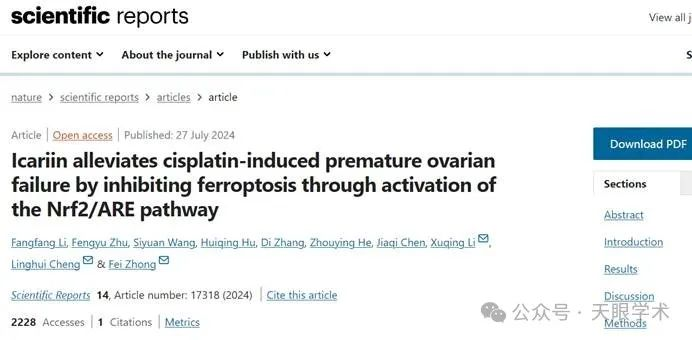 scientific reports
View all j
Explore content About the journal Publish with us S
nature > scientific reports > articles > article
Article | Open access | Published: 27 July 2024
Download PDF
Icariin alleviates cisplatin-induced premature ovarian
failure by inhibiting ferroptosis through activation of
the Nrf2/ARE pathway
Sections
Abstract
Introduction
Results
Discussion
Methods
Fangfang Li, Fengyu Zhu, Siyuan Wang, Huiqing Hu, Di Zhang, Zhouying He, Jiaqi Chen, Xuqing Li,
Linghui Cheng & Fei Zhong
Scientific Reports 14, Article number: 17318 (2024) | Cite this article
2228 Accesses | 1 Citations | Metrics
公众号 · 天眼学术